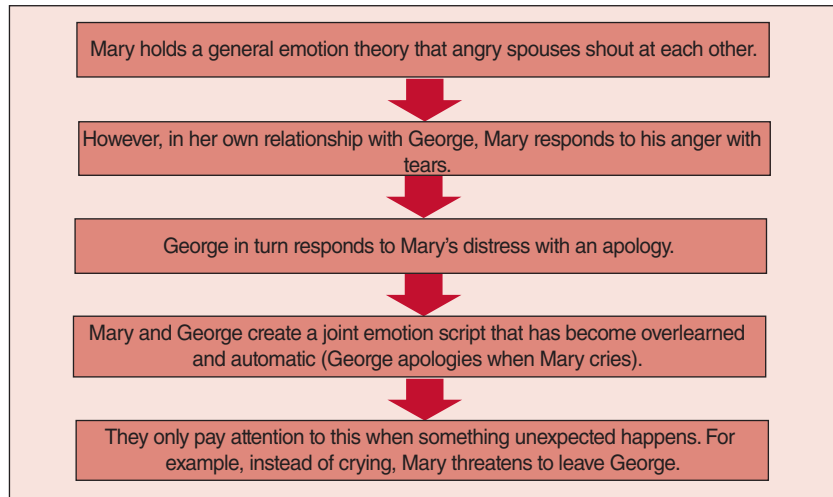 Mary holds a general emotion theory that angry spouses shout at each other.
However, in her own relationship with George, Mary responds to his anger with
tears.
George in turn responds to Mary’s distress with an apology.
Mary and George create a joint emotion script that has become overlearned
and automatic (George apologies when Mary cries).
They only pay attention to this when something unexpected happens. For
example, instead of crying, Mary threatens to leave George.